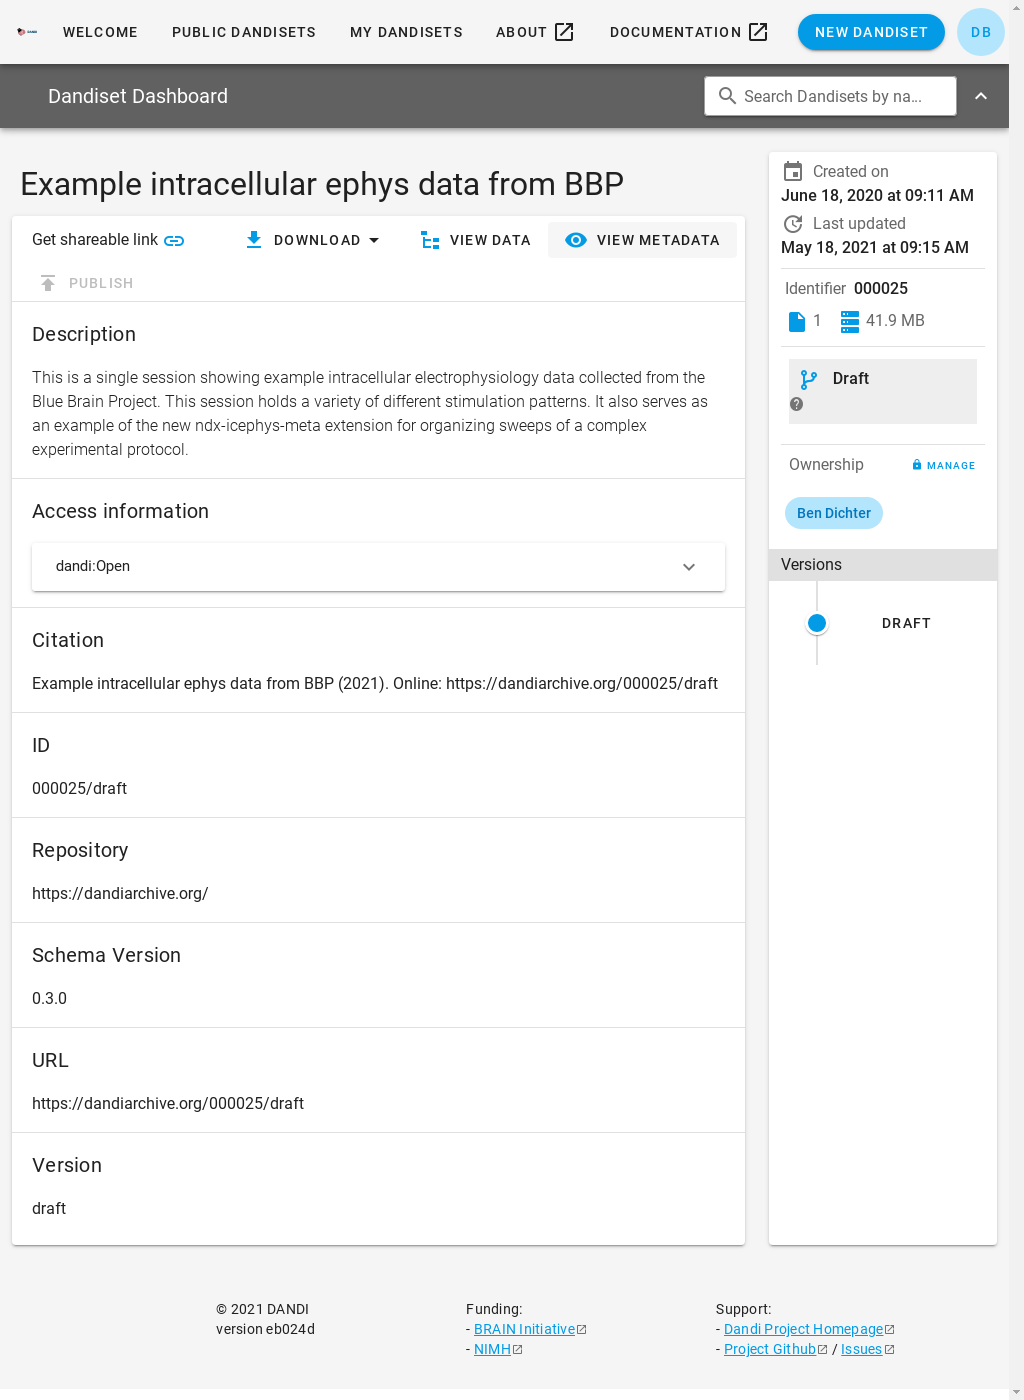 WELCOME PUBLIC DANDISETS MY DANDISETS ABOUT DOCUMENTATION NEW DANDISET DB
Dandiset Dashboard
Search Dandisets by na...
Example intracellular ephys data from BBP
Get shareable link DOWNLOAD VIEW DATA VIEW METADATA
PUBLISH
Description
This is a single session showing example intracellular electrophysiology data collected from the
Blue Brain Project. This session holds a variety of different stimulation patterns. It also serves as
an example of the new ndx-icephys-meta extension for organizing sweeps of a complex
experimental protocol.
Access information
dandi:Open
Citation
Example intracellular ephys data from BBP (2021). Online: https://dandiarchive.org/000025/draft
ID
000025/draft
Repository
https://dandiarchive.org/
Schema Version
0.3.0
URL
https://dandiarchive.org/000025/draft
Version
draft
Created on
June 18, 2020 at 09:11 AM
Last updated
May 18, 2021 at 09:15 AM
Identifier 000025
1 41.9 MB
Draft
Ownership MANAGE
Ben Dichter
Versions
DRAFT
© 2021 DANDI
version eb024d
Funding:
- BRAIN Initiative
- NIMH
Support:
- Dandi Project Homepage
- Project Github / Issues